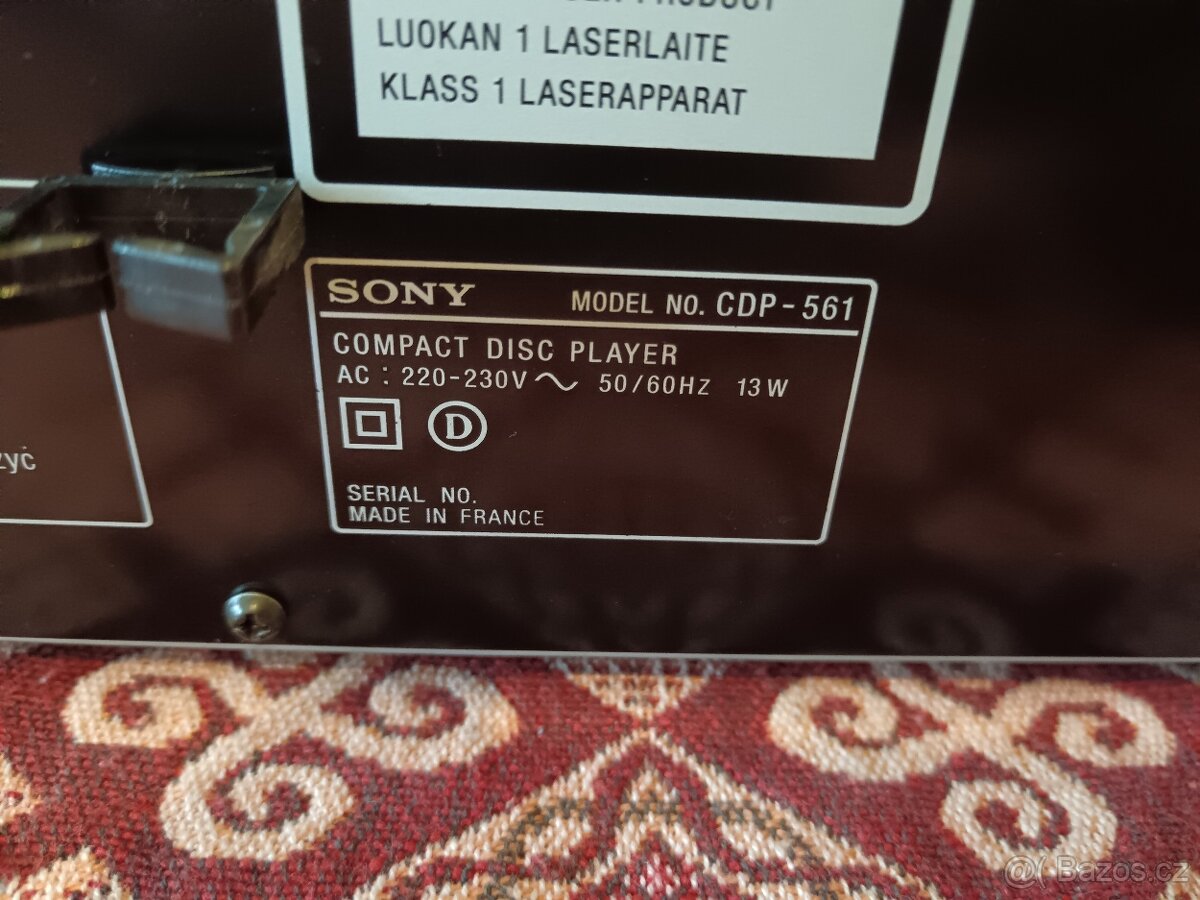 PRODUCT
LUOKAN 1 LASERLAITE
KLASS 1 LASERAPPARAT
SONY MODEL NO. CDP-561
COMPACT DISC PLAYER
AC : 220-230V ~ 50/60Hz 13W
D
SERIAL NO.
MADE IN FRANCE
Bazos.cz